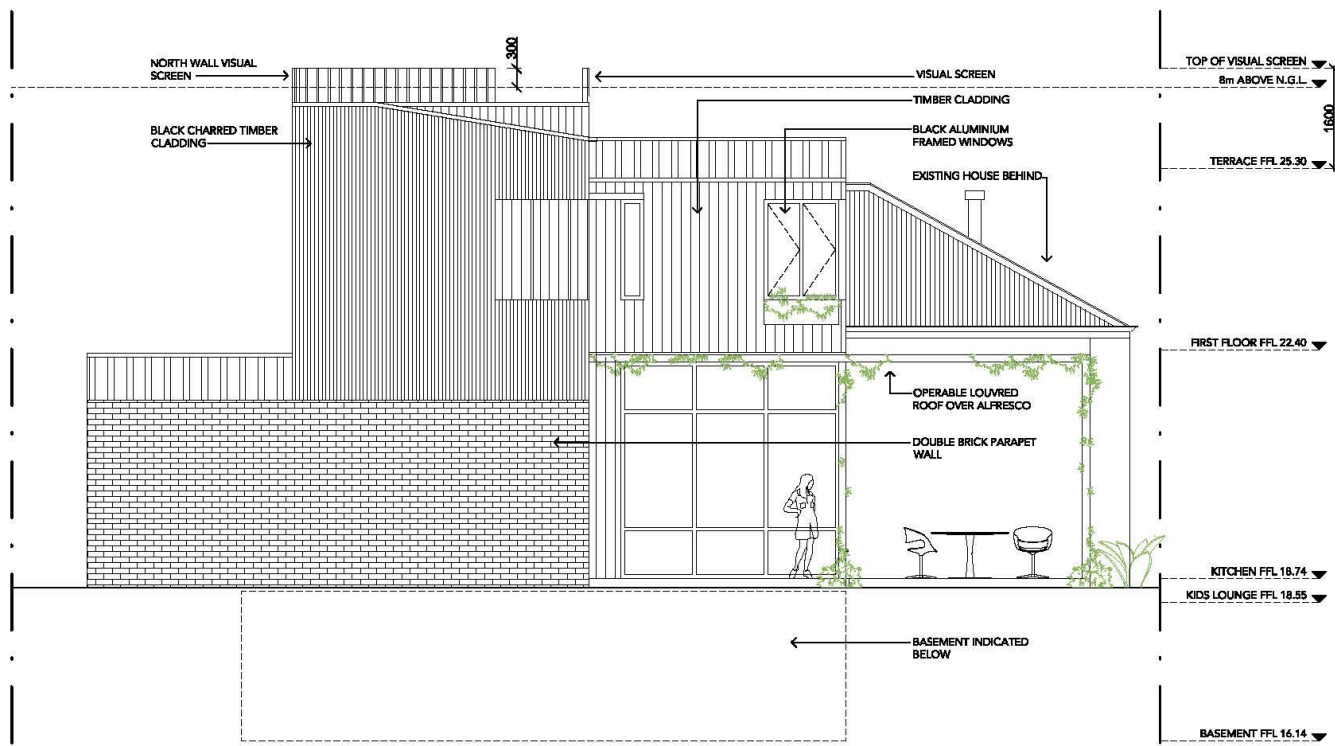 300
NORTH WALL VISUAL
SCREEN
VISUAL SCREEN
TOP OF VISUAL SCREEN
8m ABOVE N.G.L.
1600
TIMBER CLADDING
BLACK CHARRED TIMBER
CLADDING
BLACK ALUMINIUM
FRAMED WINDOWS
TERRACE FFL 25.30
EXISTING HOUSE BEHIND
FIRST FLOOR FFL 22.40
OPERABLE LOUVRED
ROOF OVER ALFRESCO
DOUBLE BRICK PARAPET
WALL
KITCHEN FFL 18.74
KIDS LOUNGE FFL 18.55
BASEMENT INDICATED
BELOW
BASEMENT FFL 16.14